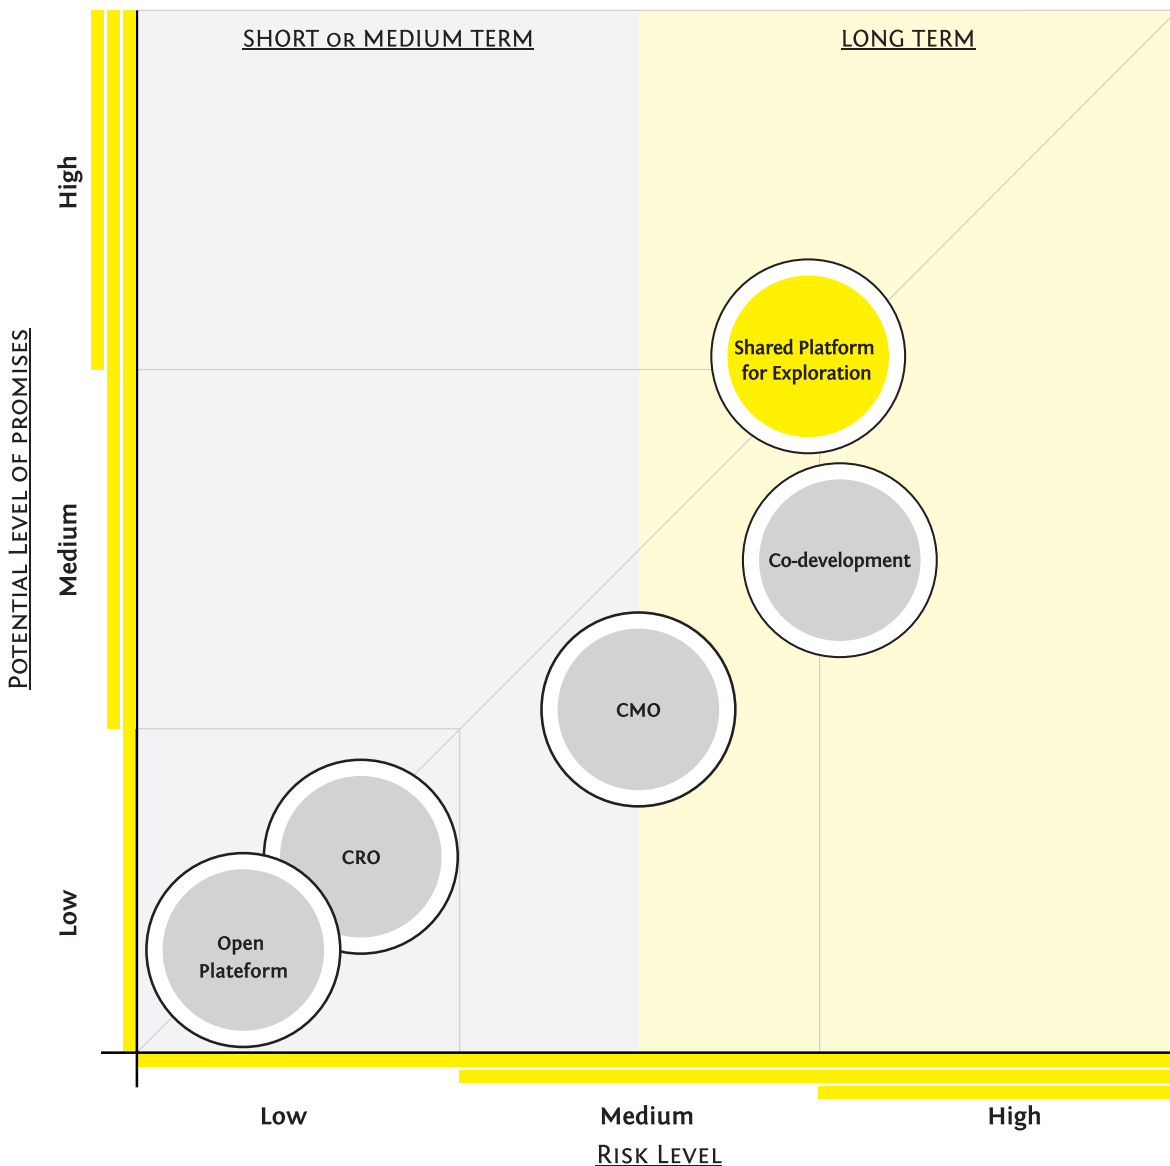 SHORT OR MEDIUM TERM
LONG TERM
POTENTIAL LEVEL OF PROMISES
High
Medium
Low
Shared Platform
for Exploration
Co-development
CMO
CRO
Open
Plateform
Low
Medium
High
RISK LEVEL